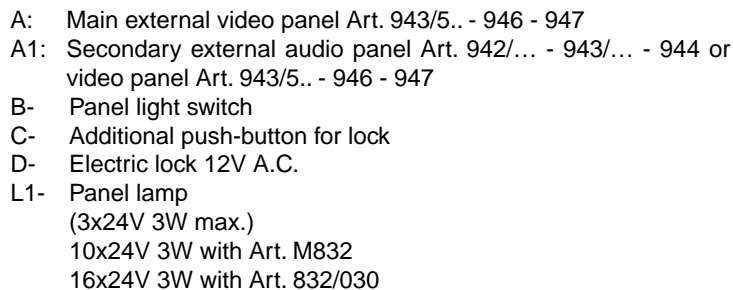 A: Main external video panel Art. 943/5.. - 946 - 947
A1: Secondary external audio panel Art. 942/… - 943/… - 944 or
video panel Art. 943/5.. - 946 - 947
B- Panel light switch
C- Additional push-button for lock
D- Electric lock 12V A.C.
L1- Panel lamp
(3x24V 3W max.)
10x24V 3W with Art. M832
16x24V 3W with Art. 832/030